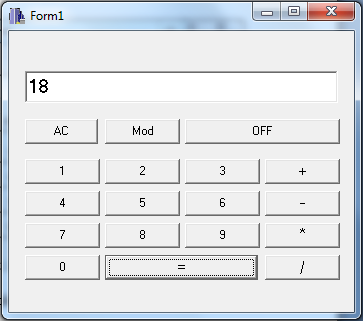 Form1
18
AC Mod OFF
1 2 3 +
4 5 6 -
7 8 9 *
0 = /